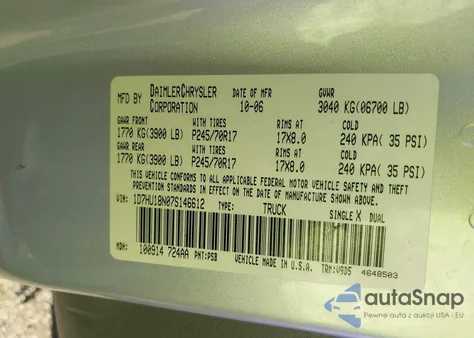 MFD BY DAIMLERCHRYSLER CORPORATION DATE OF MFR 10-06 GVWR 3040 KG(06700 LB)
GAWR FRONT WITH TIRES RIMS AT COLD
1770 KG(3900 LB) P245/70R17 17X8.0 240 KPA( 35 PSI)
GAWR REAR WITH TIRES RIMS AT COLD
1770 KG(3900 LB) P245/70R17 17X8.0 240 KPA( 35 PSI)
THIS VEHICLE CONFORMS TO ALL APPLICABLE FEDERAL MOTOR VEHICLE SAFETY AND THEFT
PREVENTION STANDARDS IN EFFECT ON THE DATE OF MANUFACTURE SHOWN ABOVE.
VIN: 1D7HU18N07S146612 TYPE: TRUCK SINGLE X DUAL
MDH: 100914 724AA PNT:PSB VEHICLE MADE IN U.S.A. TRM:V9D5 4648503
autoSnap
Pewne auta z aukcji USA i EU